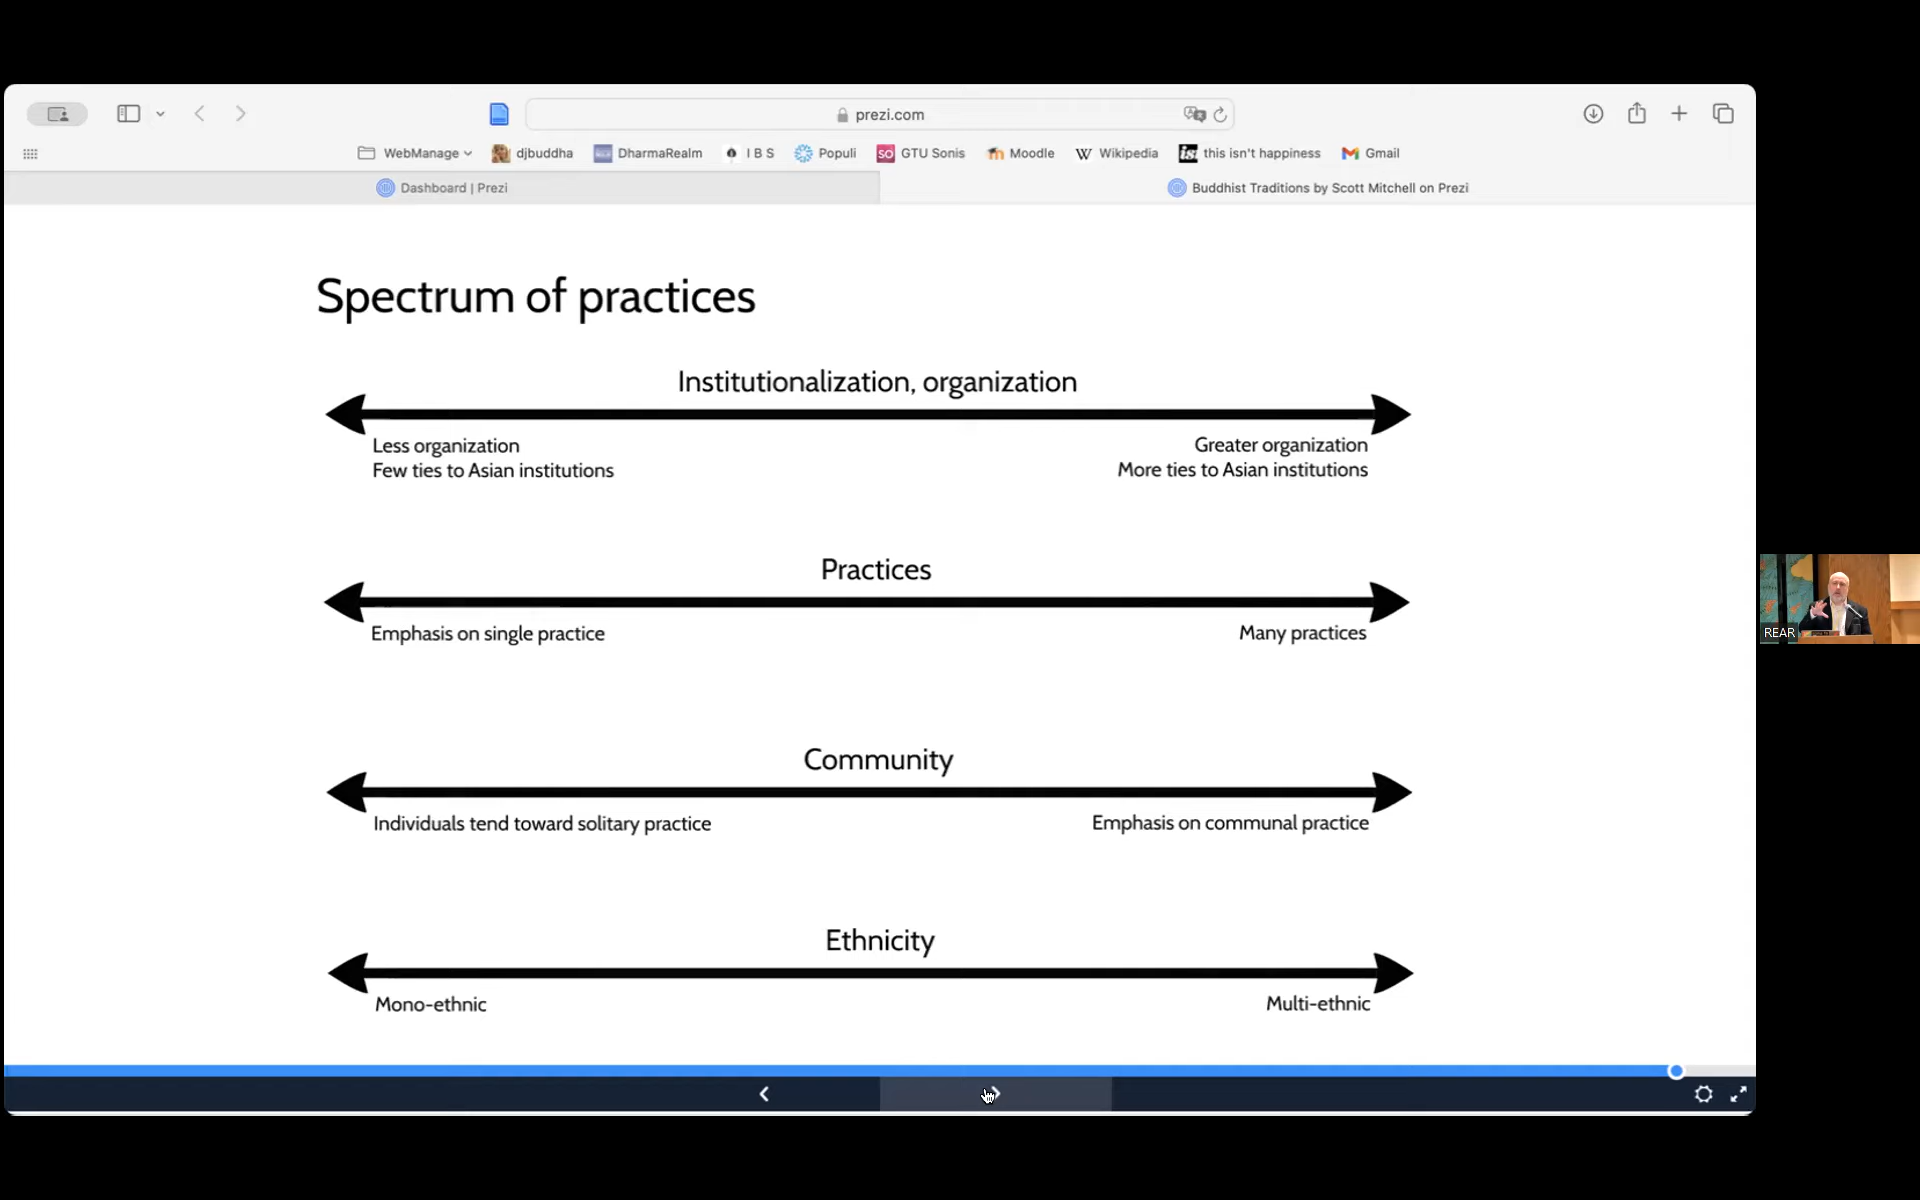 prezi.com
WebManage
djbuddha
DharmaRealm
I B S
Populi
SO GTU Sonis
Moodle
W Wikipedia
is! this isn't happiness
Gmail
Dashboard | Prezi
Buddhist Traditions by Scott Mitchell on Prezi
Spectrum of practices
Institutionalization, organization
Less organization
Few ties to Asian institutions
Greater organization
More ties to Asian institutions
Practices
Emphasis on single practice
Many practices
Community
Individuals tend toward solitary practice
Emphasis on communal practice
Ethnicity
Mono-ethnic
Multi-ethnic
REAR